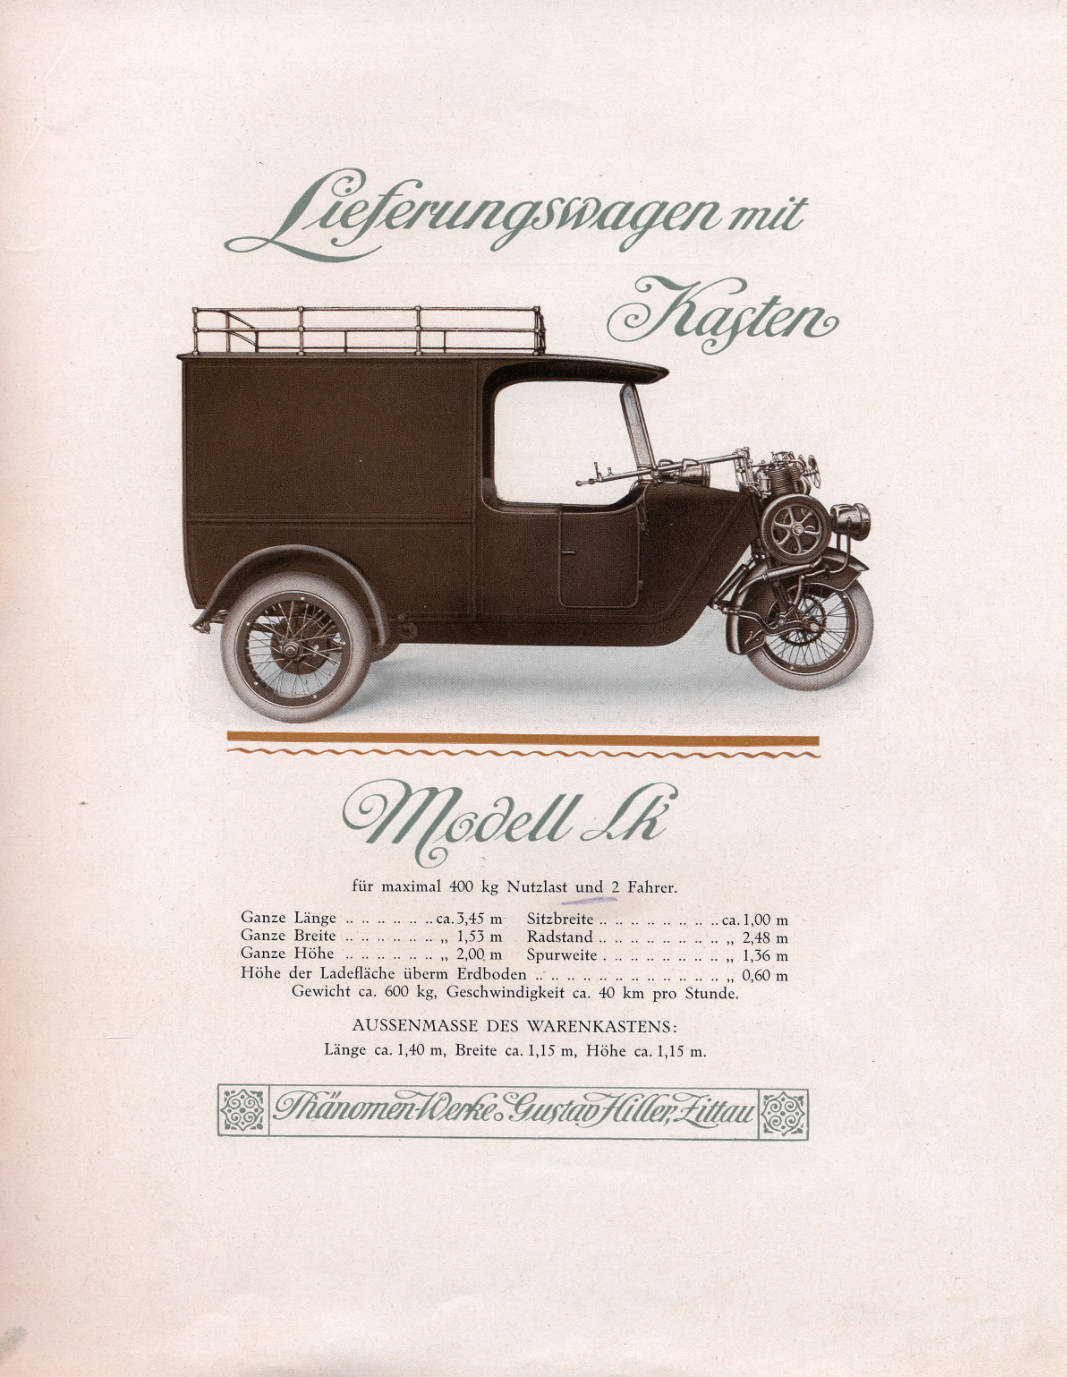 Lieferungswagen mit
Kasten
Modell Lk
für maximal 400 kg Nutzlast und 2 Fahrer.
Ganze Länge .. .. .. .. .. .. ca. 3,45 m Sitzbreite .. .. .. .. .. .. .. .. ca. 1,00 m
Ganze Breite .. .. .. .. .. .. „ 1,53 m Radstand .. .. .. .. .. .. .. .. „ 2,48 m
Ganze Höhe .. .. .. .. .. .. „ 2,00 m Spurweite . .. .. .. .. .. .. .. „ 1,36 m
Höhe der Ladefläche überm Erdboden .. .. .. .. .. .. .. .. .. .. .. .. „ 0,60 m
Gewicht ca. 600 kg, Geschwindigkeit ca. 40 km pro Stunde.
AUSSENMASSE DES WARENKASTENS:
Länge ca. 1,40 m, Breite ca. 1,15 m, Höhe ca. 1,15 m.
Phänomen-Werke Gustav Hiller, Zittau